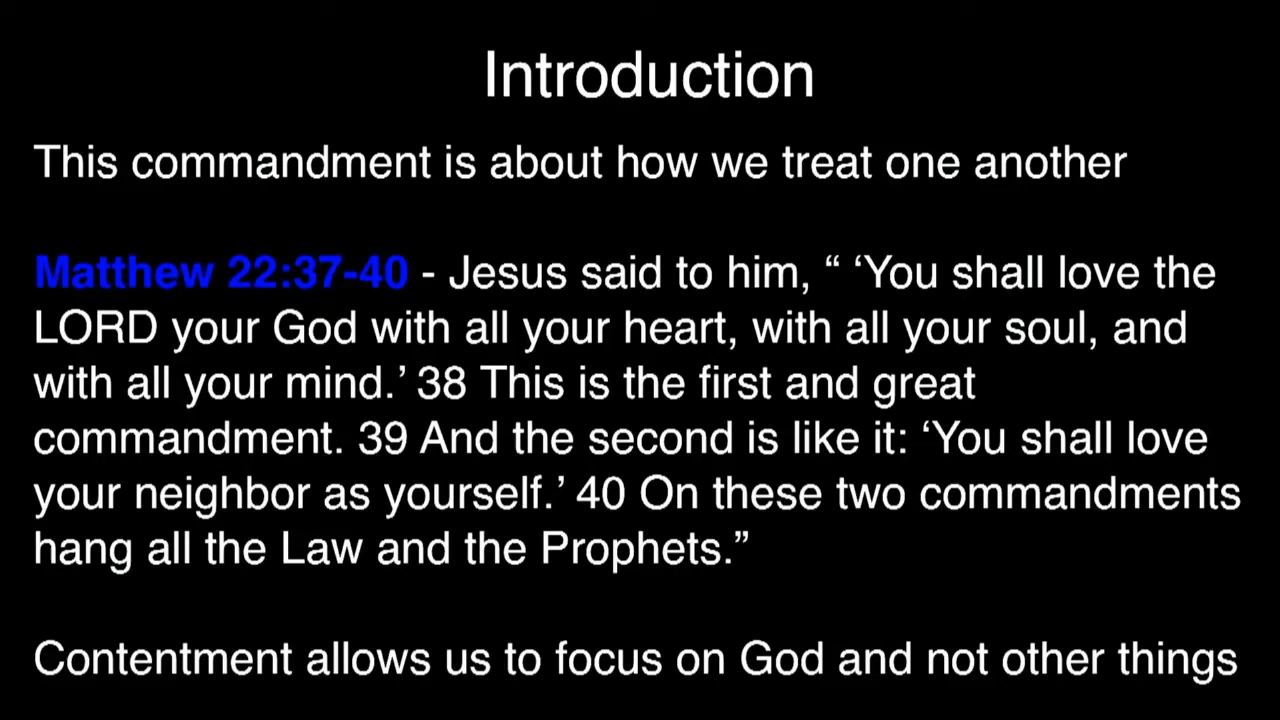 Introduction
This commandment is about how we treat one another
Matthew 22:37-40 - Jesus said to him, “ ‘You shall love the
LORD your God with all your heart, with all your soul, and
with all your mind.’ 38 This is the first and great
commandment. 39 And the second is like it: ‘You shall love
your neighbor as yourself.’ 40 On these two commandments
hang all the Law and the Prophets.”
Contentment allows us to focus on God and not other things